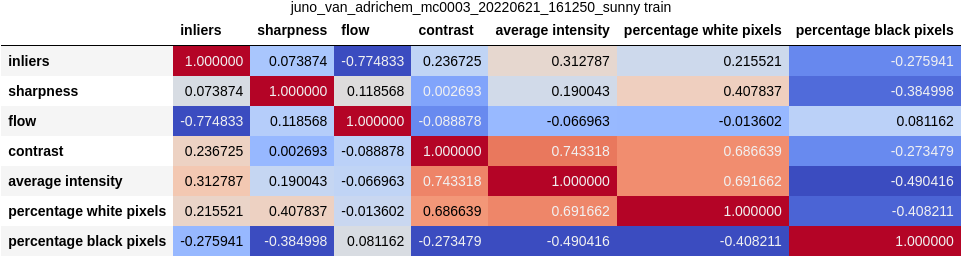 juno_van_adrichem_mc0003_20220621_161250_sunny train
inliers sharpness flow contrast average intensity percentage white pixels percentage black pixels
inliers 1.000000 0.073874 -0.774833 0.236725 0.312787 0.215521 -0.275941
sharpness 0.073874 1.000000 0.118568 0.002693 0.190043 0.407837 -0.384998
flow -0.774833 0.118568 1.000000 -0.088878 -0.066963 -0.013602 0.081162
contrast 0.236725 0.002693 -0.088878 1.000000 0.743318 0.686639 -0.273479
average intensity 0.312787 0.190043 -0.066963 0.743318 1.000000 0.691662 -0.490416
percentage white pixels 0.215521 0.407837 -0.013602 0.686639 0.691662 1.000000 -0.408211
percentage black pixels -0.275941 -0.384998 0.081162 -0.273479 -0.490416 -0.408211 1.000000